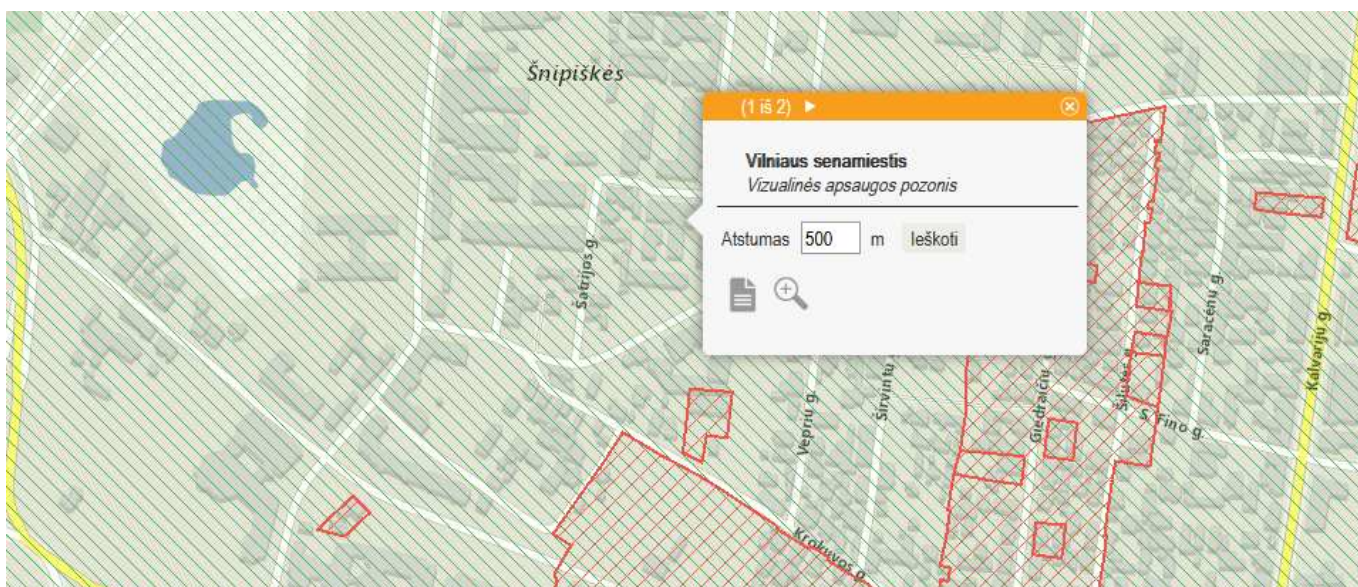 Šnipiškės
(1 iš 2)
Vilniaus senamiestis
Vizualinės apsaugos pozonis
Atstumas 500 m Ieškoti
Šatrijos g.
Veprių g.
Širvintų
Giedraičių g.
Šilutės g.
Saracėnų g.
Kalvarijų g.
S. Fino g.
Krokuvos g.